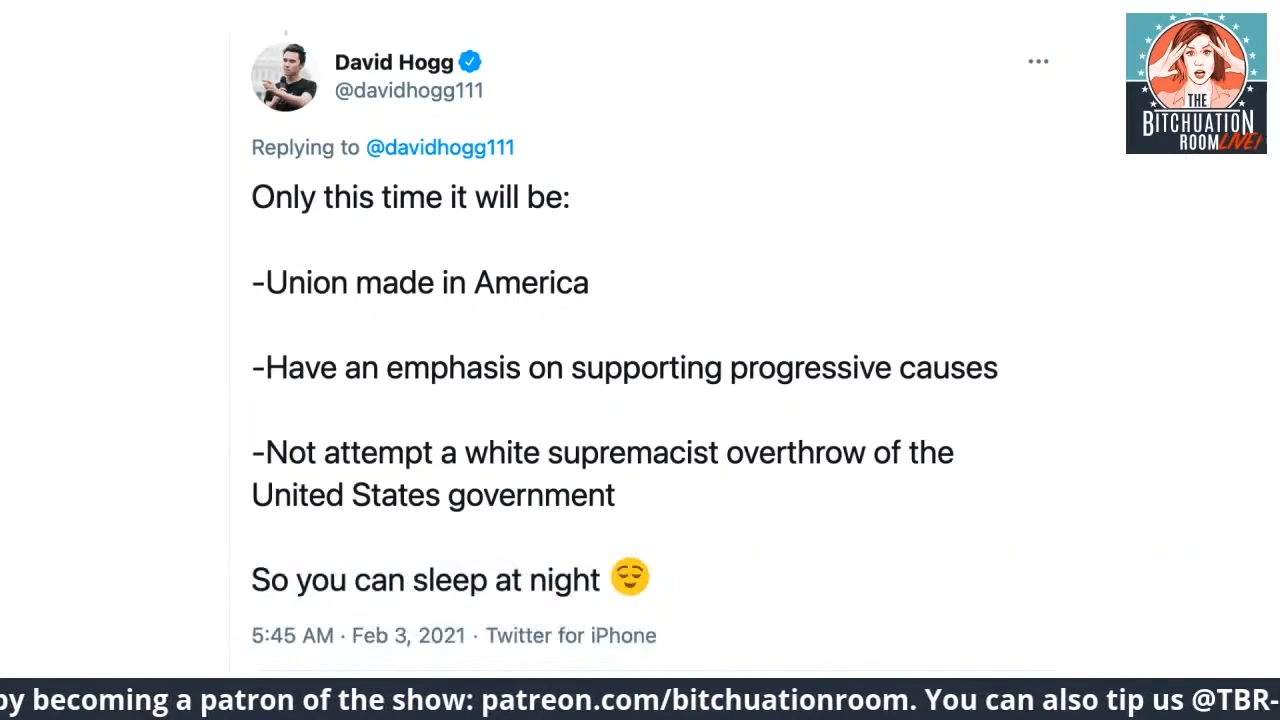 David Hogg
@davidhogg111
Replying to @davidhogg111
Only this time it will be:
-Union made in America
-Have an emphasis on supporting progressive causes
-Not attempt a white supremacist overthrow of the
United States government
So you can sleep at night
5:45 AM · Feb 3, 2021 · Twitter for iPhone
THE
BITCHUATION
ROOM LIVE!
by becoming a patron of the show: patreon.com/bitchuationroom. You can also tip us @TBR-